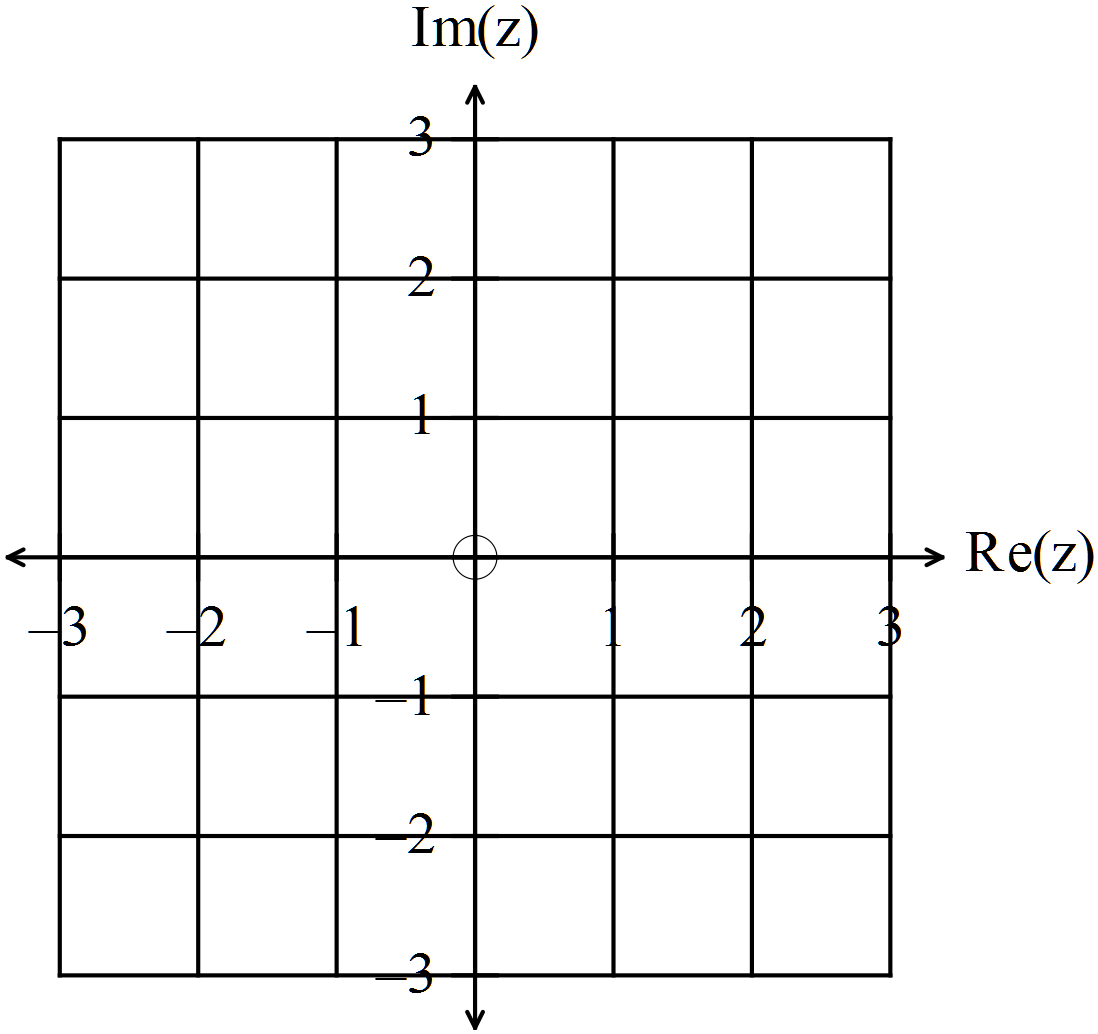 Im(z)
3
2
1
Re(z)
–3 –2 –1 1 2 3
–1
–2
–3